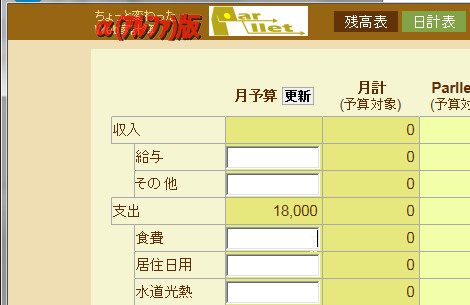 ちょっと変わった
α(アルファ)版
Parllet
残高表 日計表
月予算 更新 月計 Parlle
(予算対象) (予算対
収入 0
給与 0
その他 0
支出 18,000 0
食費 0
居住日用 0
水道光熱 0